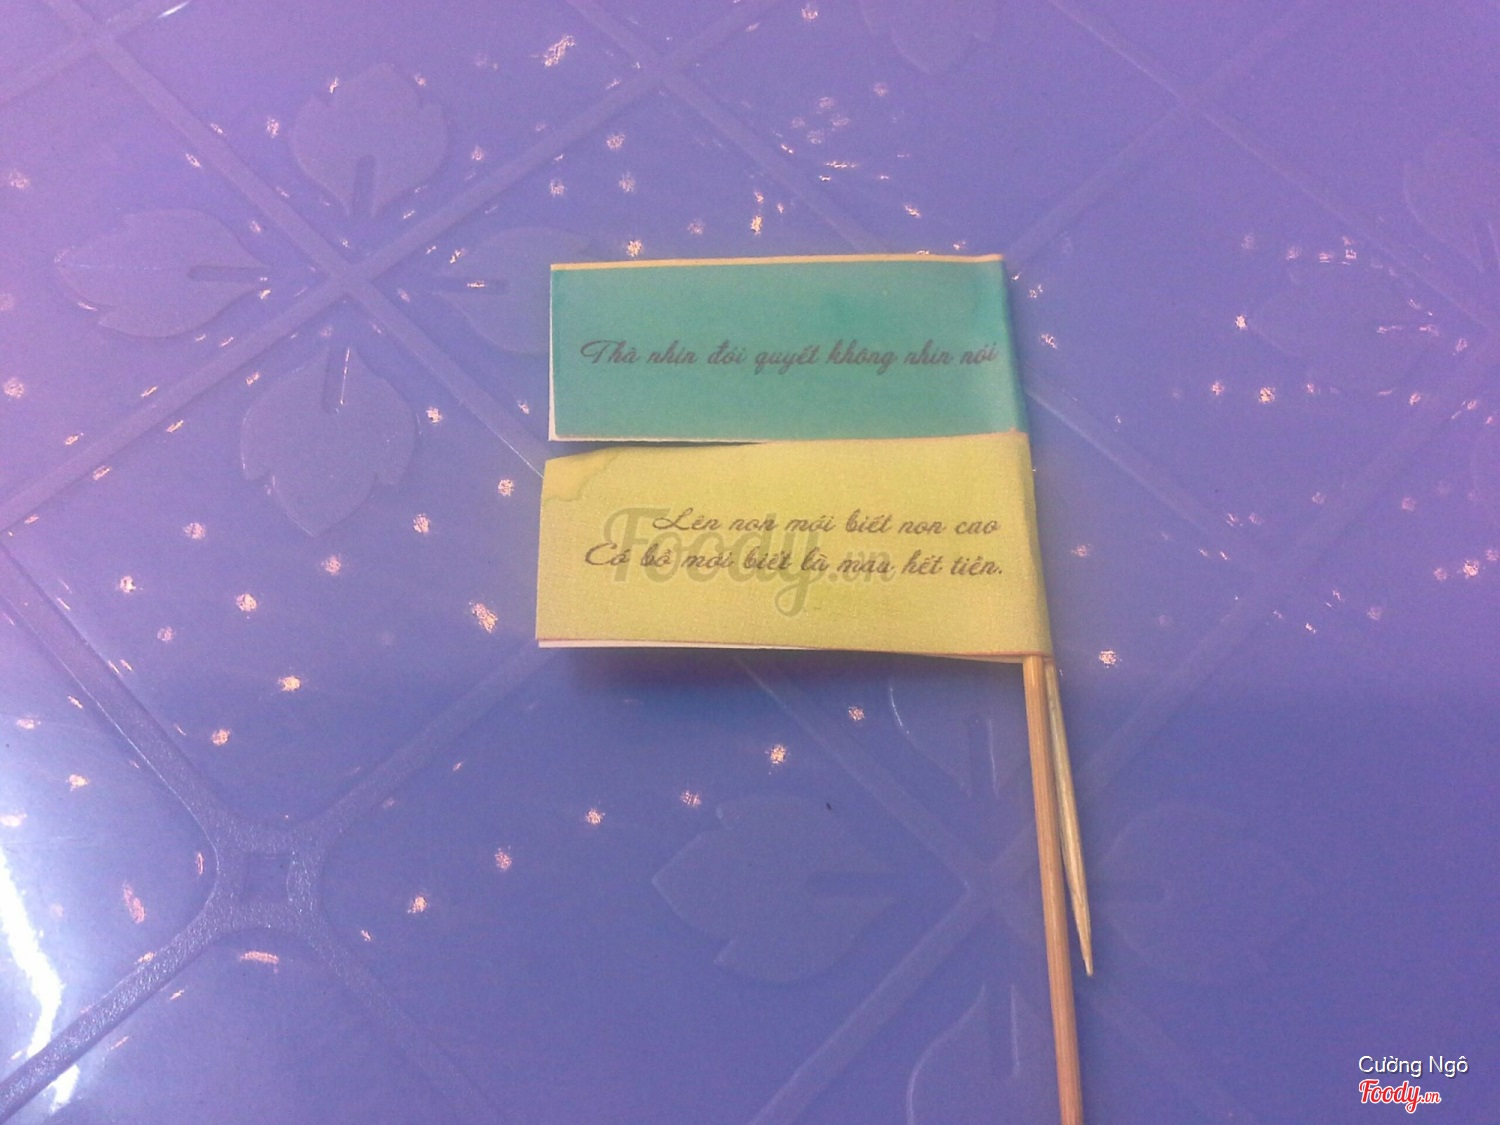 Thà nhịn đói quyết không nhịn nói
Lên non mới biết non cao
Có bồ mới biết là mau hết tiền.
Foody.vn
Cường Ngô
Foody.vn